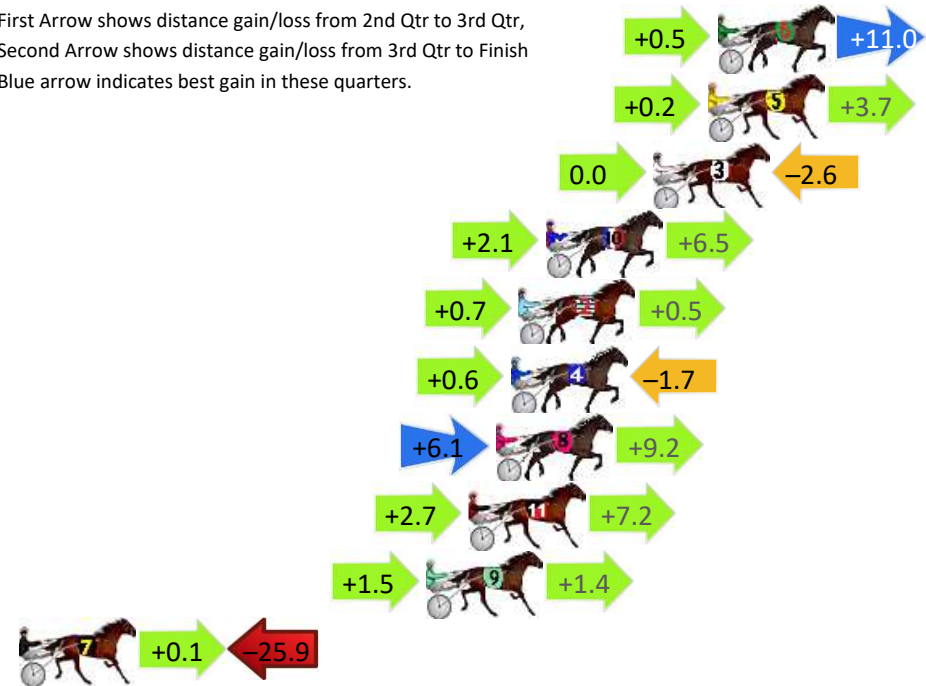 First Arrow shows distance gain/loss from 2nd Qtr to 3rd Qtr,
Second Arrow shows distance gain/loss from 3rd Qtr to Finish
Blue arrow indicates best gain in these quarters.
+0.5 6 +11.0
+0.2 5 +3.7
0.0 3 –2.6
+2.1 10 +6.5
+0.7 2 +0.5
+0.6 4 –1.7
+6.1 8 +9.2
+2.7 11 +7.2
+1.5 9 +1.4
7 +0.1 –25.9